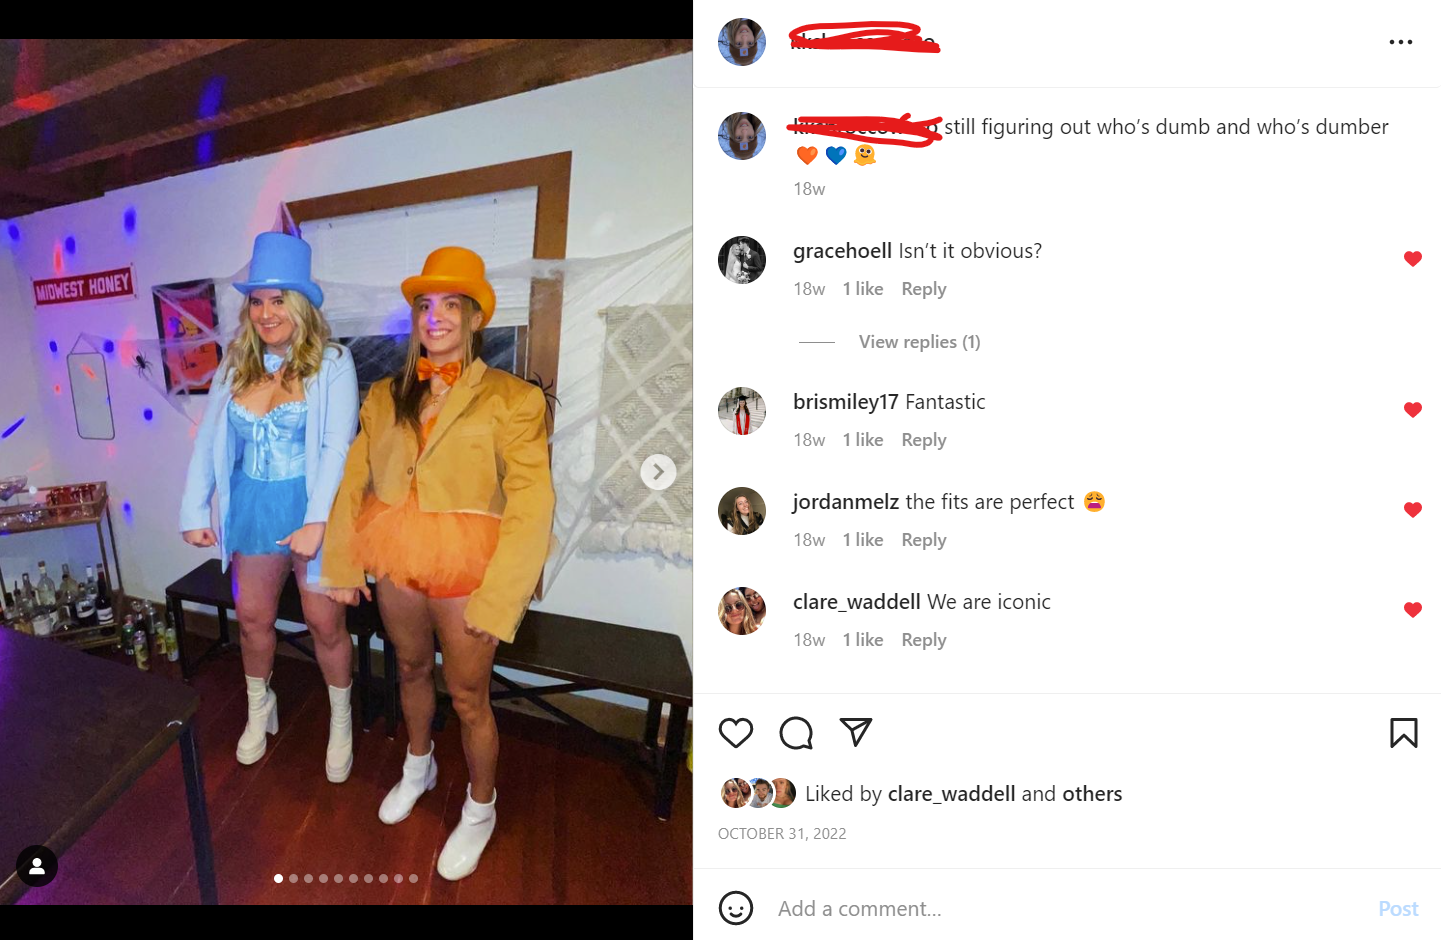 MIDWEST HONEY
still figuring out who's dumb and who's dumber
🧡 💙 🫠
18w
gracehoell Isn't it obvious?
18w 1 like Reply
View replies (1)
brismiley17 Fantastic
18w 1 like Reply
jordanmelz the fits are perfect 😩
18w 1 like Reply
clare_waddell We are iconic
18w 1 like Reply
Liked by clare_waddell and others
OCTOBER 31, 2022
Add a comment...
Post